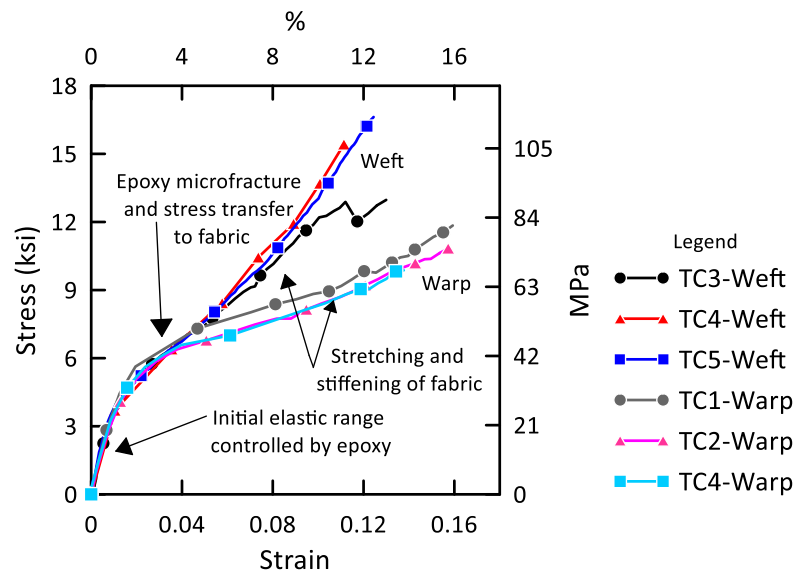 %
0 4 8 12 16
18
15
12
9
6
3
0
Stress (ksi)
Epoxy microfracture
and stress transfer
to fabric
Weft
Warp
Stretching and
stiffening of fabric
Initial elastic range
controlled by epoxy
105
84
63
42
21
0
MPa
0 0.04 0.08 0.12 0.16
Strain
Legend
TC3-Weft
TC4-Weft
TC5-Weft
TC1-Warp
TC2-Warp
TC4-Warp